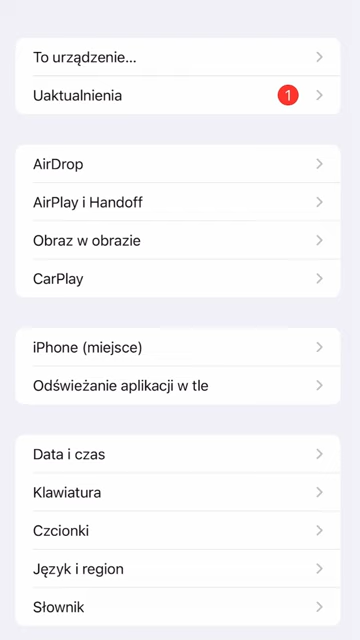 To urządzenie...
Uaktualnienia 1
AirDrop
AirPlay i Handoff
Obraz w obrazie
CarPlay
iPhone (miejsce)
Odświeżanie aplikacji w tle
Data i czas
Klawiatura
Czcionki
Język i region
Słownik